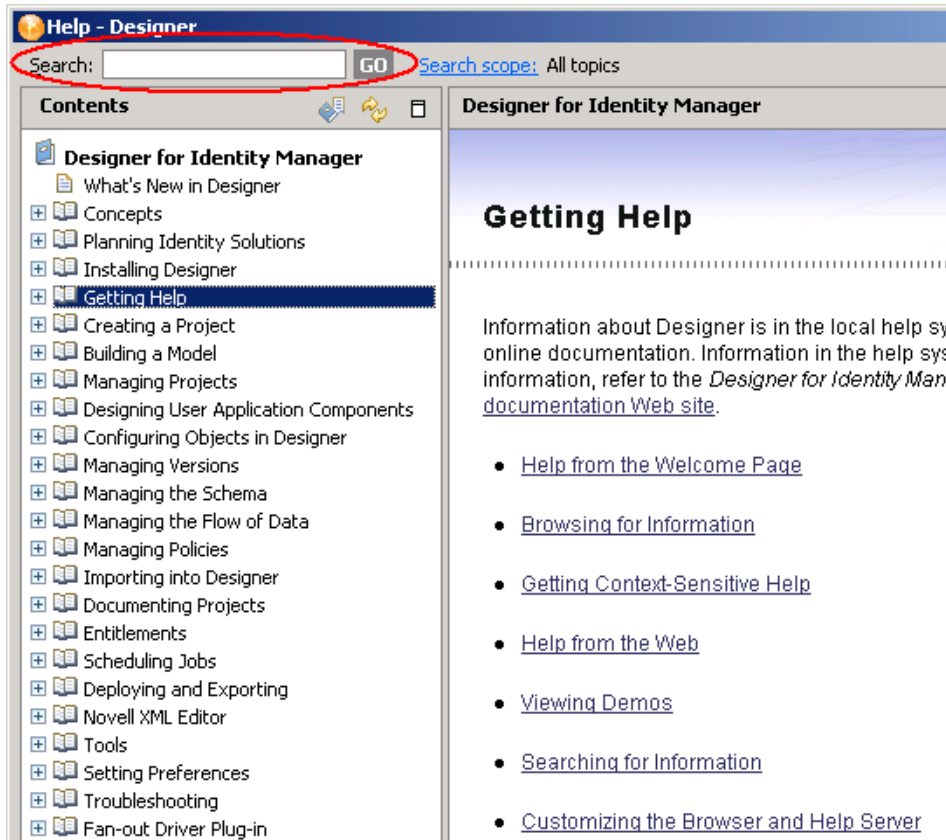 Help - Designer
Search: GO Search scope: All topics
Contents
Designer for Identity Manager
What's New in Designer
Concepts
Planning Identity Solutions
Installing Designer
Getting Help
Creating a Project
Building a Model
Managing Projects
Designing User Application Components
Configuring Objects in Designer
Managing Versions
Managing the Schema
Managing the Flow of Data
Managing Policies
Importing into Designer
Documenting Projects
Entitlements
Scheduling Jobs
Deploying and Exporting
Novell XML Editor
Tools
Setting Preferences
Troubleshooting
Fan-out Driver Plug-in
Designer for Identity Manager
Getting Help
Information about Designer is in the local help sy
online documentation. Information in the help sys
information, refer to the Designer for Identity Man
documentation Web site.
Help from the Welcome Page
Browsing for Information
Getting Context-Sensitive Help
Help from the Web
Viewing Demos
Searching for Information
Customizing the Browser and Help Server